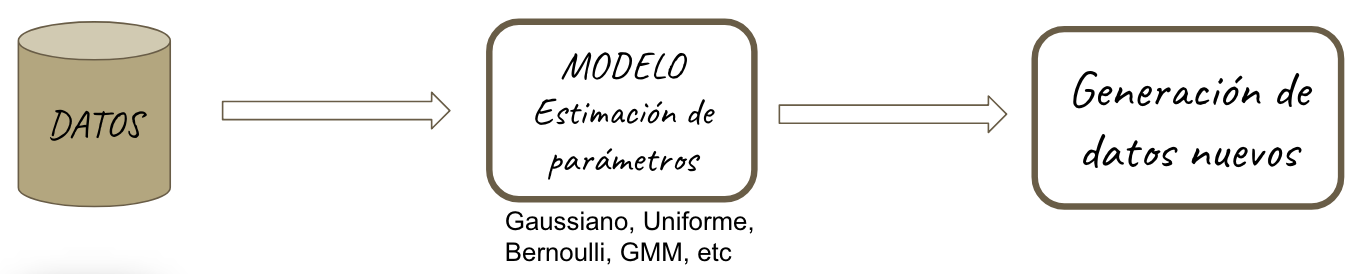 DATOS
MODELO
Estimación de
parámetros
Gaussiano, Uniforme,
Bernoulli, GMM, etc
Generación de
datos nuevos